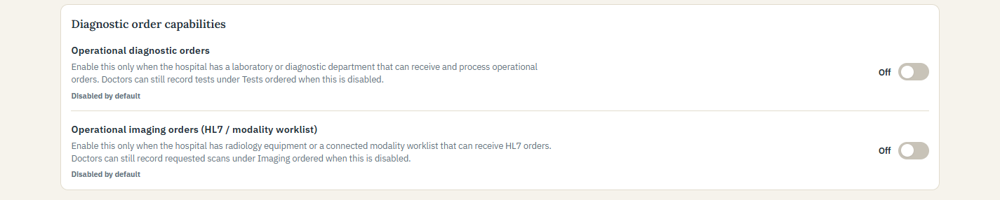 Diagnostic order capabilities
Operational diagnostic orders
Enable this only when the hospital has a laboratory or diagnostic department that can receive and process operational
orders. Doctors can still record tests under Tests ordered when this is disabled.
Off
Disabled by default
Operational imaging orders (HL7 / modality worklist)
Enable this only when the hospital has radiology equipment or a connected modality worklist that can receive HL7 orders.
Doctors can still record requested scans under Imaging ordered when this is disabled.
Off
Disabled by default